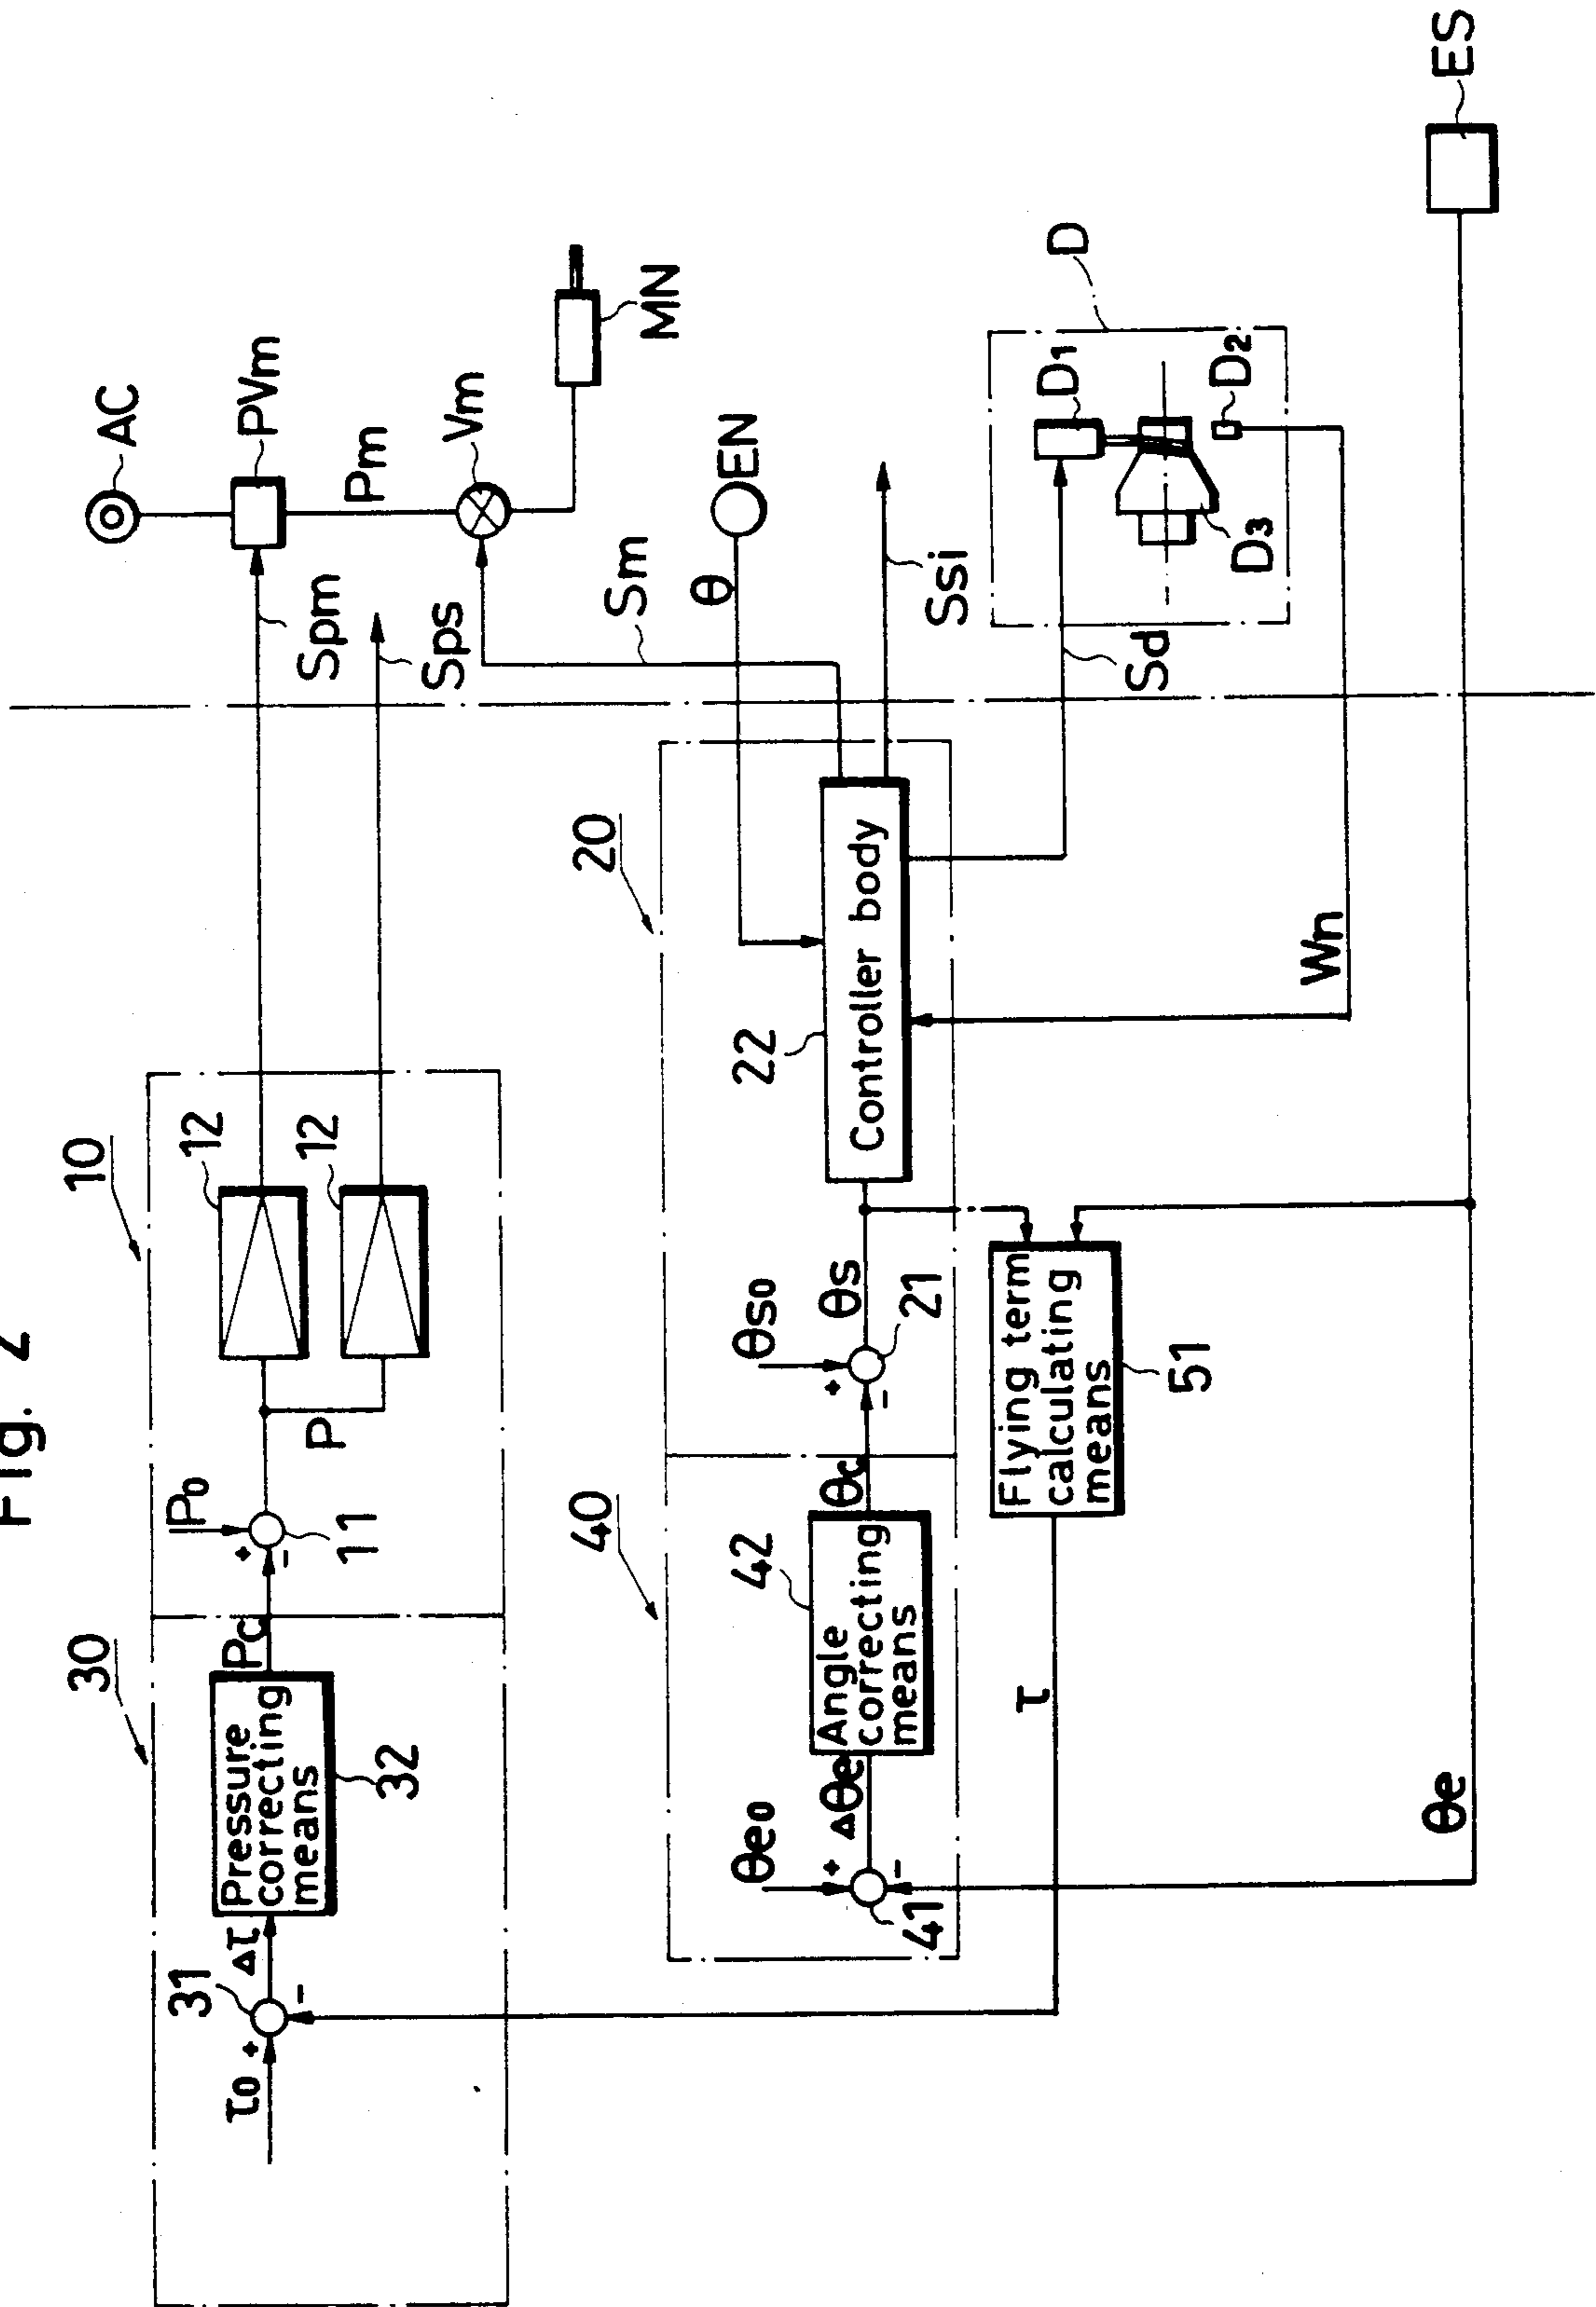 Fig. 2
AC
PVm
Pm
Vm
MN
Spm
Sps
Sm
EN
θ
Ssi
D
D1
D2
D3
Sd
Wn
ES
10
12
12
P
P0
11
+
-
30
Pc
Pressure
correcting
means
32
Δτ
31
τ0
+
-
20
Controller body
22
θs
θs0
21
+
-
40
θc
42
Angle
correcting
means
Δθe
θe0
41
+
-
Flying term
calculating
means
51
τ
θe